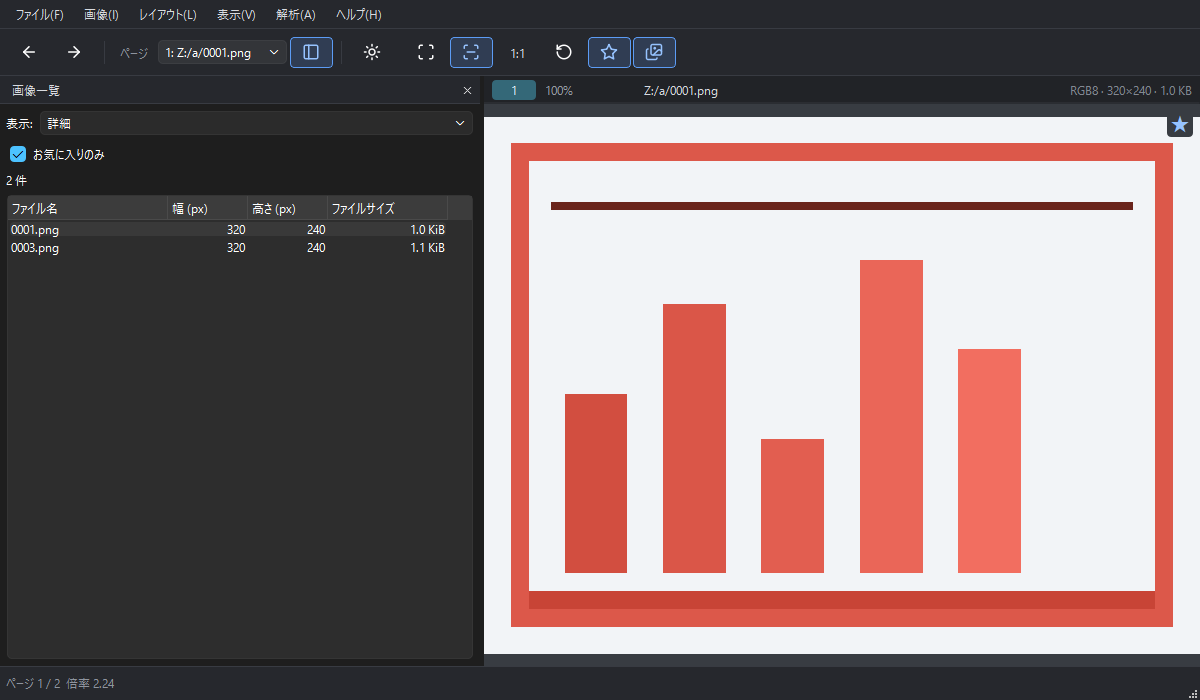 ファイル(F) 画像(I) レイアウト(L) 表示(V) 解析(A) ヘルプ(H)
ページ 1: Z:/a/0001.png 1:1
画像一覧
1 100% Z:/a/0001.png RGB8 · 320×240 · 1.0 KB
表示: 詳細
お気に入りのみ
2 件
ファイル名 幅 (px) 高さ (px) ファイルサイズ
0001.png 320 240 1.0 KiB
0003.png 320 240 1.1 KiB
ページ 1 / 2 倍率 2.24